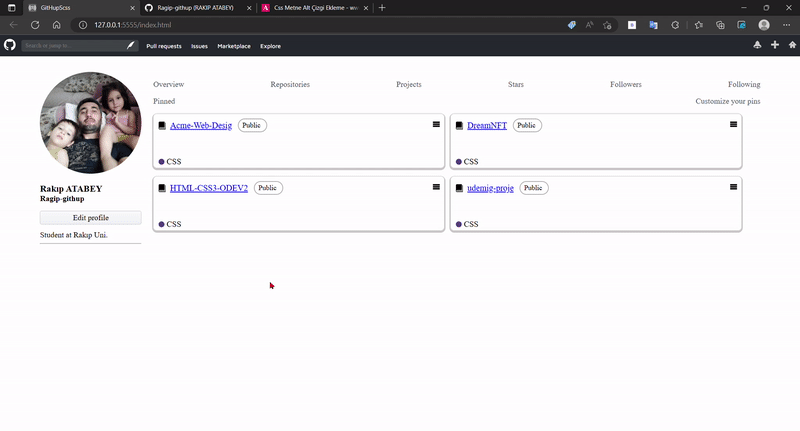 GitHupScss
Ragip-githup (RAKIP ATABEY)
Css Metne Alt Çizgi Ekleme - ww
127.0.0.1:5555/index.html
Search or jump to...
Pull requests Issues Marketplace Explore
Overview Repositories Projects Stars Followers Following
Pinned Customize your pins
Acme-Web-Desig Public
DreamNFT Public
CSS
CSS
Rakıp ATABEY
Ragip-githup
Edit profile
Student at Rakıp Uni.
HTML-CSS3-ODEV2 Public
udemig-proje Public
CSS
CSS